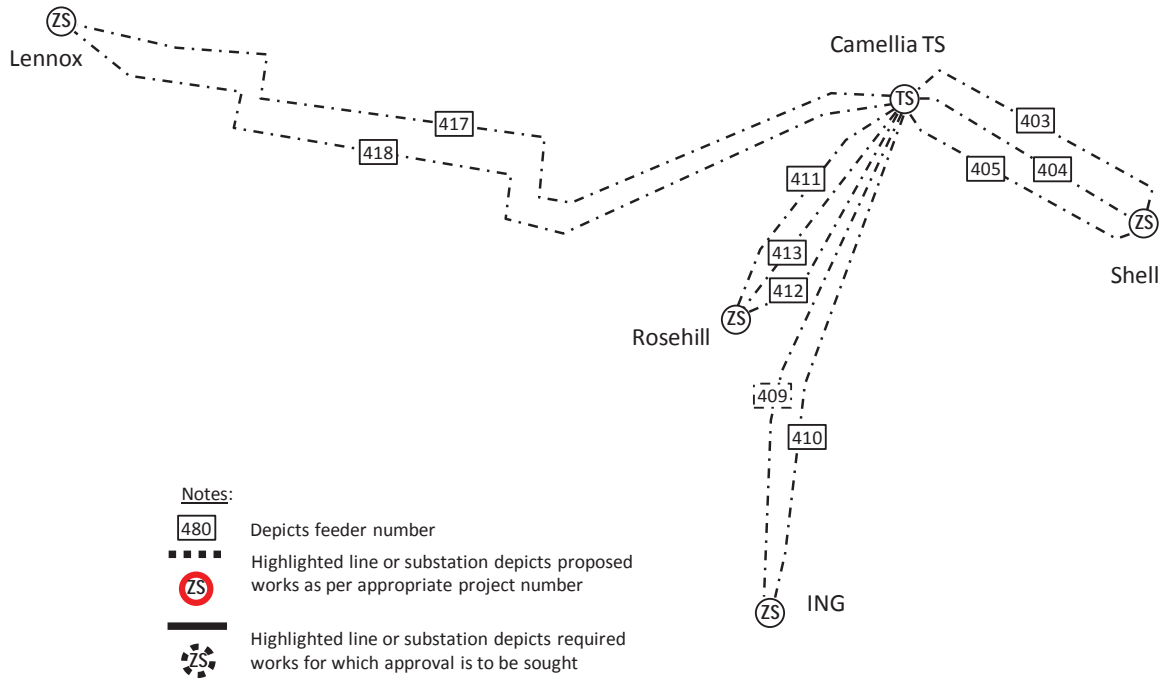 ZS
Lennox
Camellia TS
TS
403
417
418
404
405
411
ZS
Shell
413
412
ZS
Rosehill
409
410
ZS
ING
Notes:
480 Depicts feeder number
Highlighted line or substation depicts proposed
ZS works as per appropriate project number
Highlighted line or substation depicts required
ZS works for which approval is to be sought